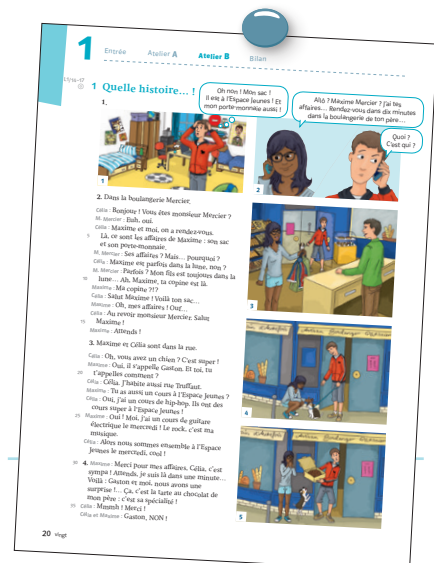 1
Entrée Atelier A Atelier B Bilan
1 Quelle histoire… !
1.
Oh non ! Mon sac !
Il est à l'Espace Jeunes ! Et
mon porte-monnaie aussi !
Allô ? Maxime Mercier ? J'ai tes
affaires… Rendez-vous dans dix minutes
dans la boulangerie de ton père…
Quoi ?
C'est qui ?
1
2
2. Dans la boulangerie Mercier.
Célia : Bonjour ! Vous êtes monsieur Mercier ?
M. Mercier : Euh, oui.
Célia : Maxime et moi, on a rendez-vous.
5 Là, ce sont les affaires de Maxime : son sac
et son porte-monnaie.
M. Mercier : Ses affaires ? Mais… Pourquoi ?
Célia : Maxime est parfois dans la lune, non ?
M. Mercier : Parfois ? Mon fils est toujours dans la
10 lune… Ah, Maxime, ta copine est là.
Maxime : Ma copine ?!?
Célia : Salut Maxime ! Voilà ton sac…
Maxime : Oh, mes affaires ! Ouf…
Célia : Au revoir monsieur Mercier. Salut
15 Maxime !
Maxime : Attends !
3
3. Maxime et Célia sont dans la rue.
Célia : Oh, vous avez un chien ? C'est super !
Maxime : Oui, il s'appelle Gaston. Et toi, tu
20 t'appelles comment ?
Célia : Célia. J'habite aussi rue Truffaut.
Maxime : Tu as aussi un cours à l'Espace Jeunes ?
Célia : Oui, j'ai un cours de hip-hop. Ils ont des
cours super à l'Espace Jeunes !
25 Maxime : Oui ! Moi, j'ai un cours de guitare
électrique le mercredi ! Le rock, c'est ma
musique.
Célia : Alors nous sommes ensemble à l'Espace
Jeunes le mercredi, cool !
4
30 4. Maxime : Merci pour mes affaires, Célia, c'est
sympa ! Attends, je suis là dans une minute…
Voilà : Gaston et moi, nous avons une
surprise !… Ça, c'est la tarte au chocolat de
mon père : c'est sa spécialité !
35 Célia : Mmmh ! Merci !
Célia et Maxime : Gaston, NON !
5
20 vingt